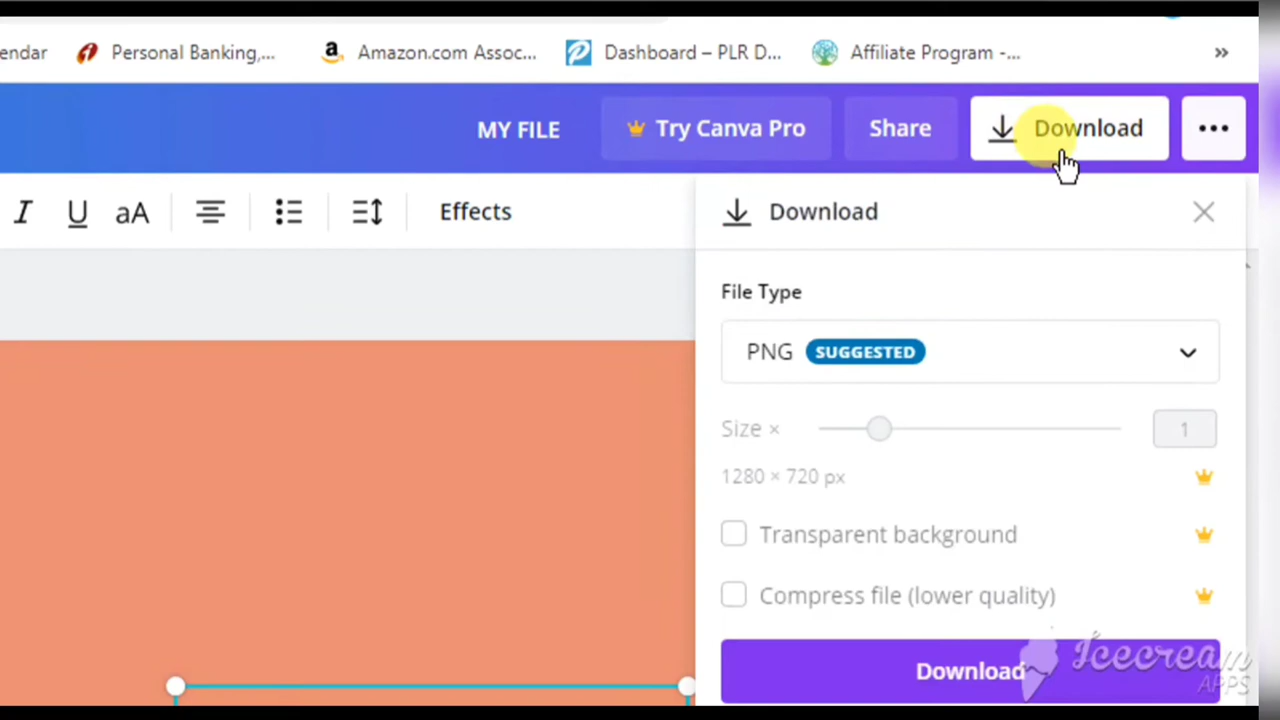 endar Personal Banking,... Amazon.com Assoc... Dashboard – PLR D... Affiliate Program -... »
MY FILE Try Canva Pro Share Download •••
I U aA Effects
Download ×
File Type
PNG SUGGESTED
Size × 1
1280 × 720 px
Transparent background
Compress file (lower quality)
Download
Icecream
APPS